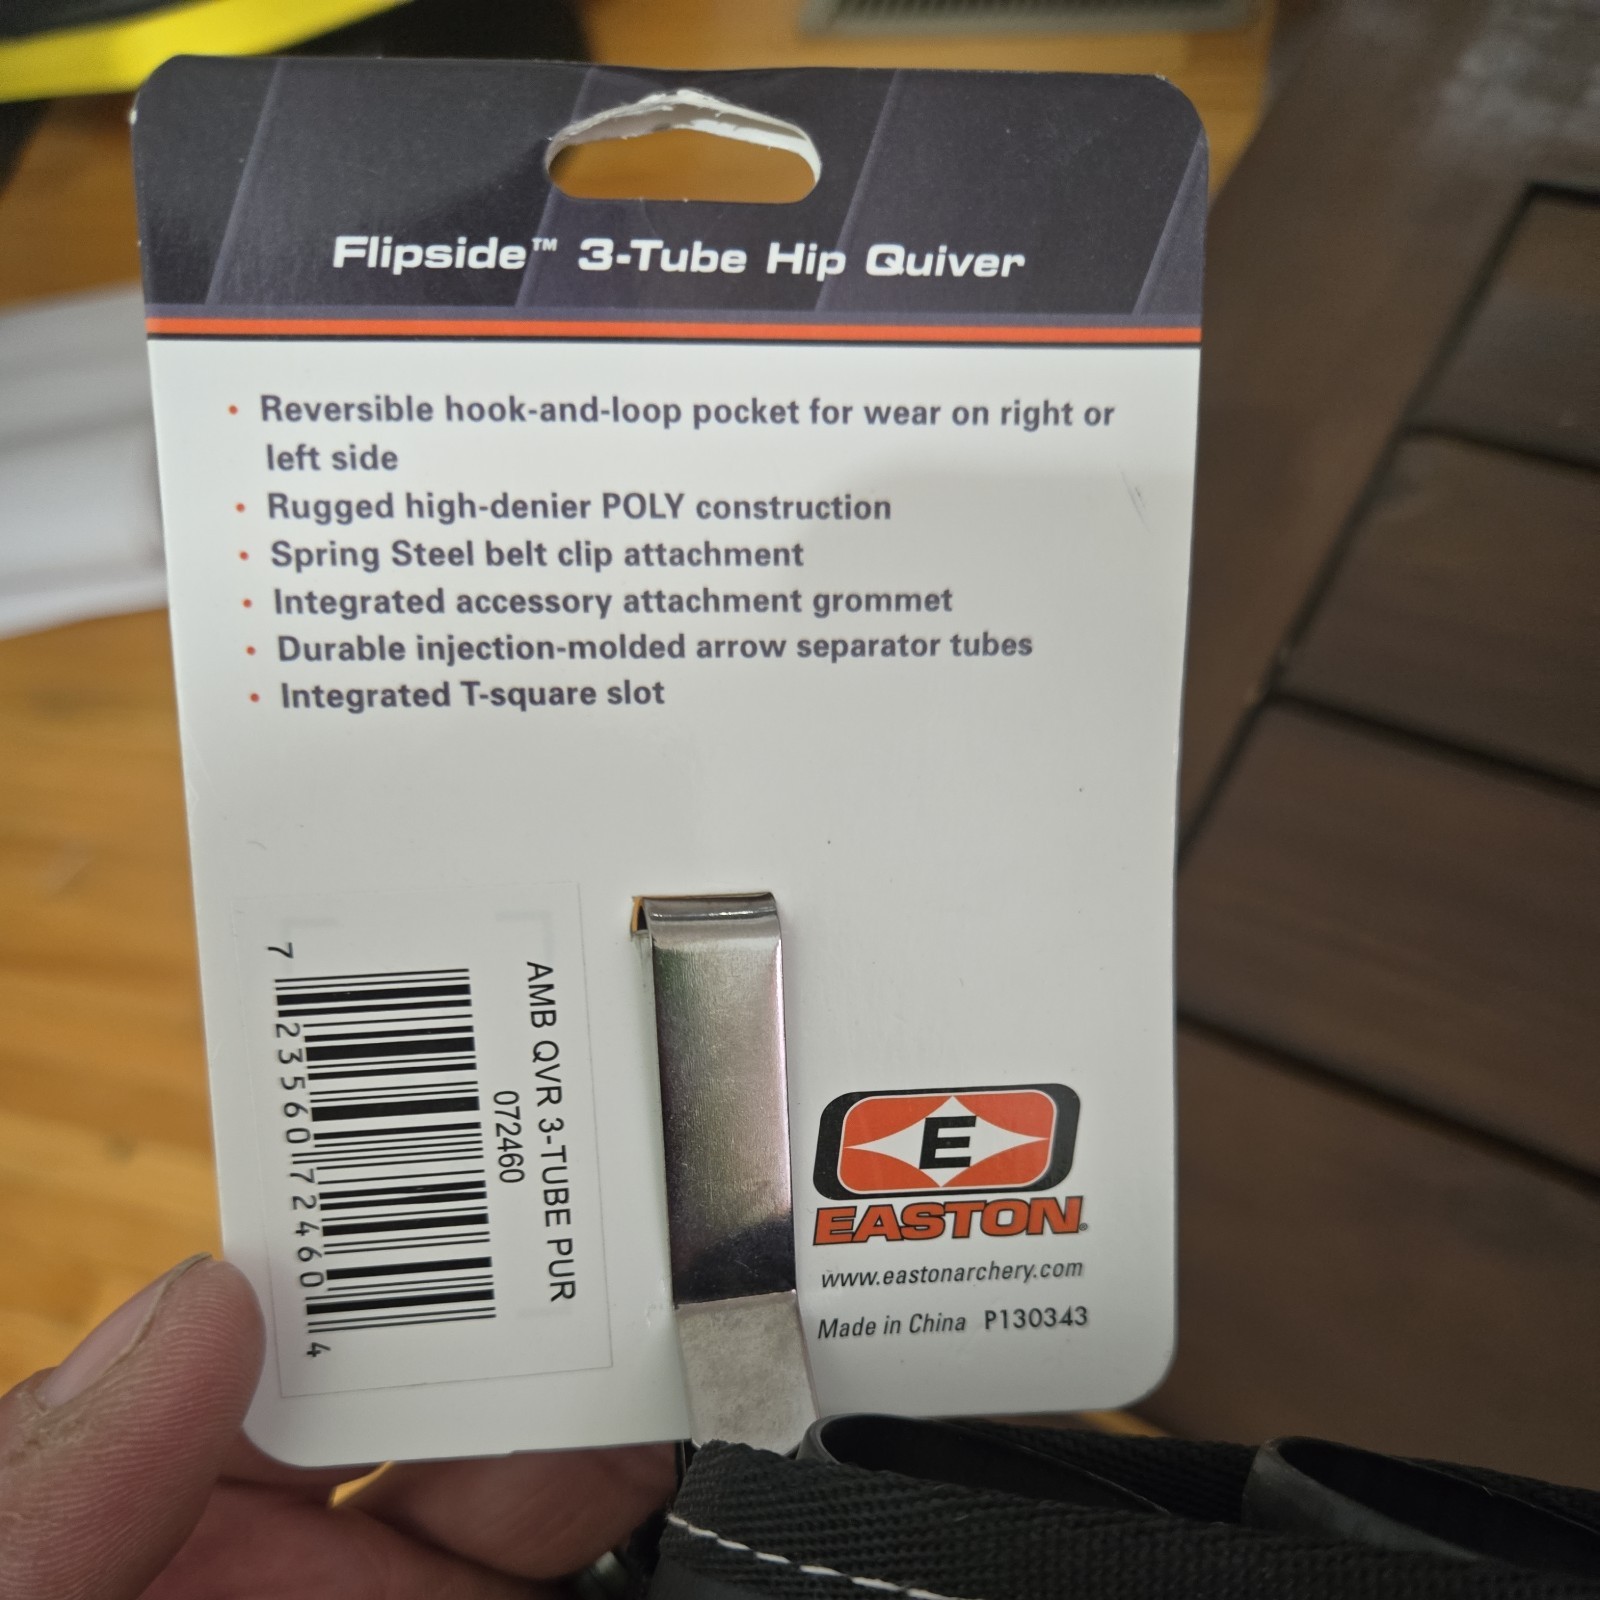 Flipside™ 3-Tube Hip Quiver
• Reversible hook-and-loop pocket for wear on right or
left side
• Rugged high-denier POLY construction
• Spring Steel belt clip attachment
• Integrated accessory attachment grommet
• Durable injection-molded arrow separator tubes
• Integrated T-square slot
AMB QVR 3-TUBE PUR
072460
7 23560 72460 4
E
EASTON®
www.eastonarchery.com
Made in China P130343